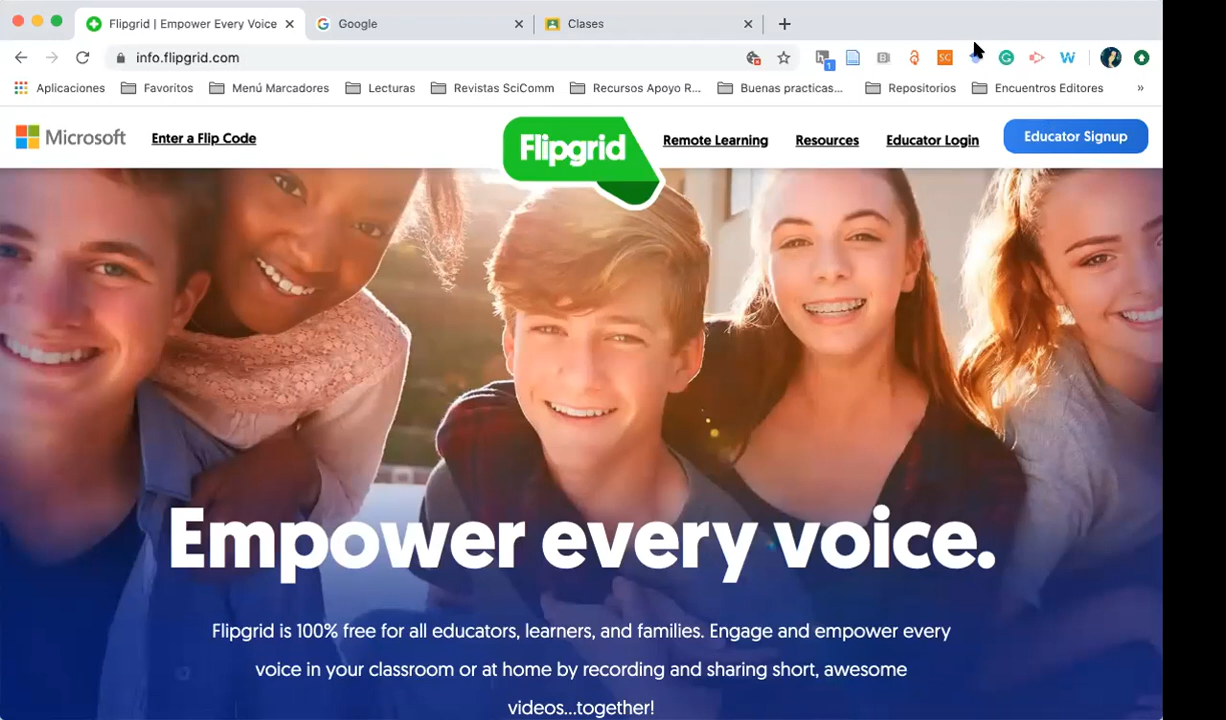 Flipgrid | Empower Every Voice
Google
Clases
info.flipgrid.com
1
SC
Aplicaciones
Favoritos
Menú Marcadores
Lecturas
Revistas SciComm
Recursos Apoyo R...
Buenas practicas...
Repositorios
Encuentros Editores
»
Microsoft
Enter a Flip Code
Flipgrid
Remote Learning
Resources
Educator Login
Educator Signup
Empower every voice.
Flipgrid is 100% free for all educators, learners, and families. Engage and empower every
voice in your classroom or at home by recording and sharing short, awesome
videos...together!